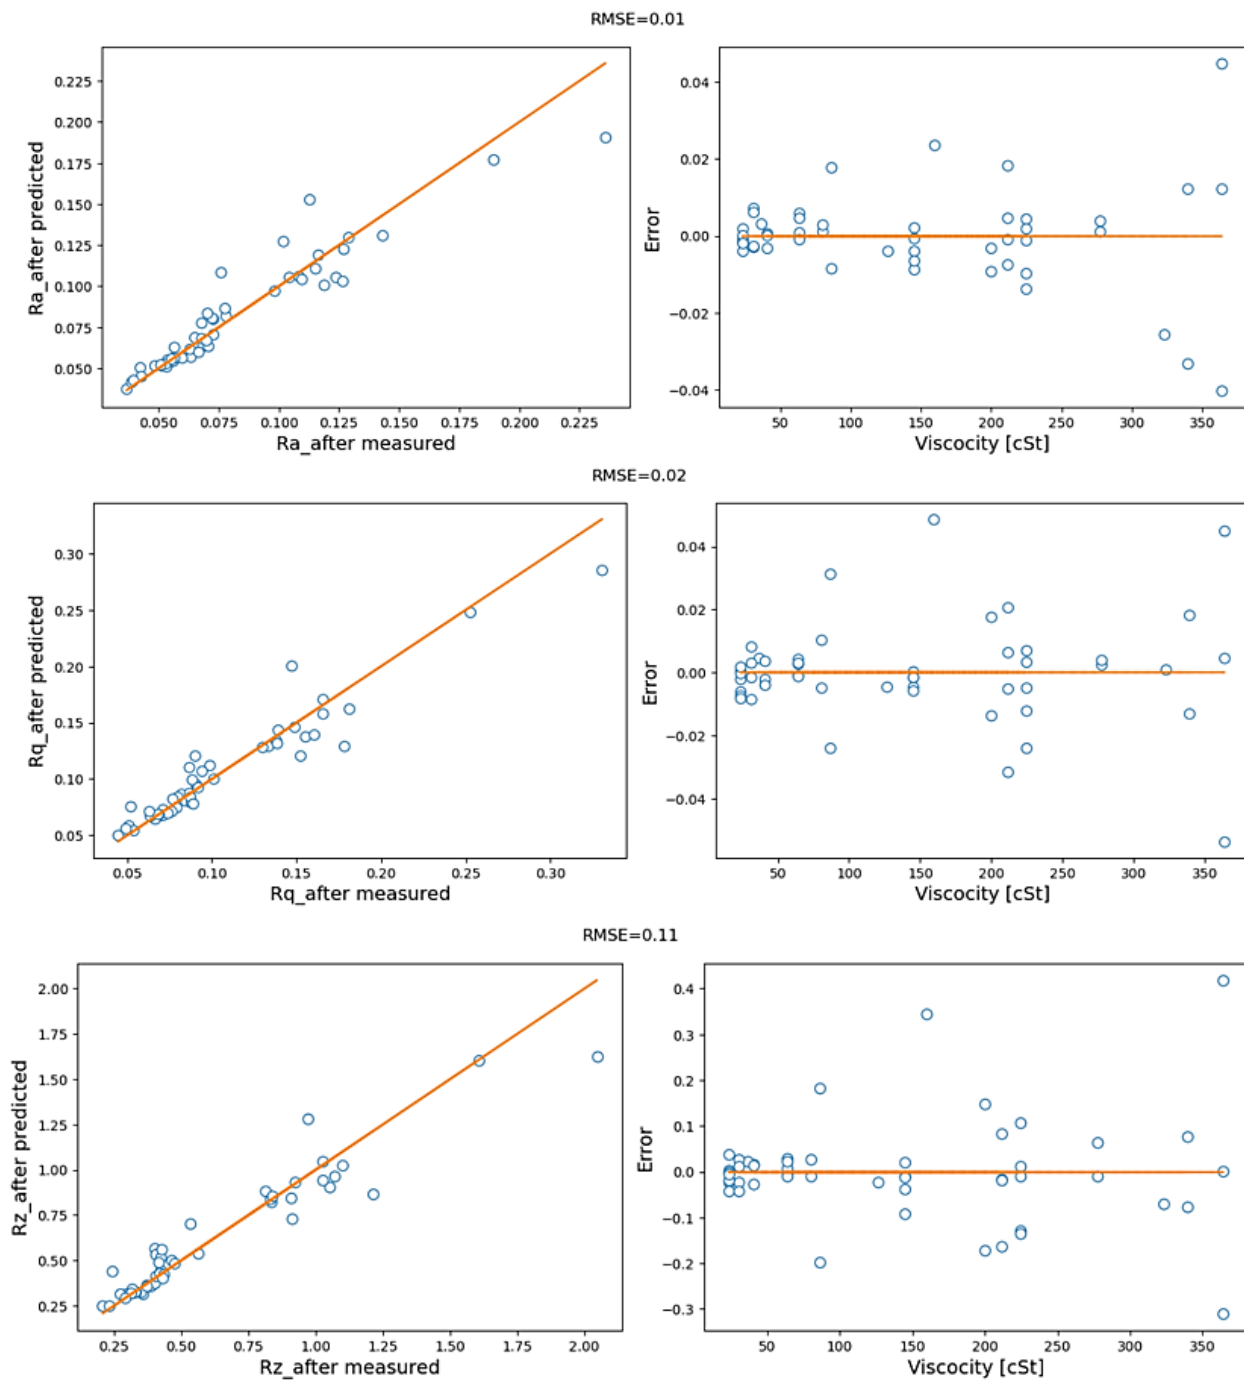 RMSE=0.01
Ra_after predicted
0.225
0.200
0.175
0.150
0.125
0.100
0.075
0.050
0.050 0.075 0.100 0.125 0.150 0.175 0.200 0.225
Ra_after measured
Error
0.04
0.02
0.00
−0.02
−0.04
50 100 150 200 250 300 350
Viscocity [cSt]
RMSE=0.02
Rq_after predicted
0.30
0.25
0.20
0.15
0.10
0.05
0.05 0.10 0.15 0.20 0.25 0.30
Rq_after measured
Error
0.04
0.02
0.00
−0.02
−0.04
50 100 150 200 250 300 350
Viscocity [cSt]
RMSE=0.11
Rz_after predicted
2.00
1.75
1.50
1.25
1.00
0.75
0.50
0.25
0.25 0.50 0.75 1.00 1.25 1.50 1.75 2.00
Rz_after measured
Error
0.4
0.3
0.2
0.1
0.0
−0.1
−0.2
−0.3
50 100 150 200 250 300 350
Viscocity [cSt]